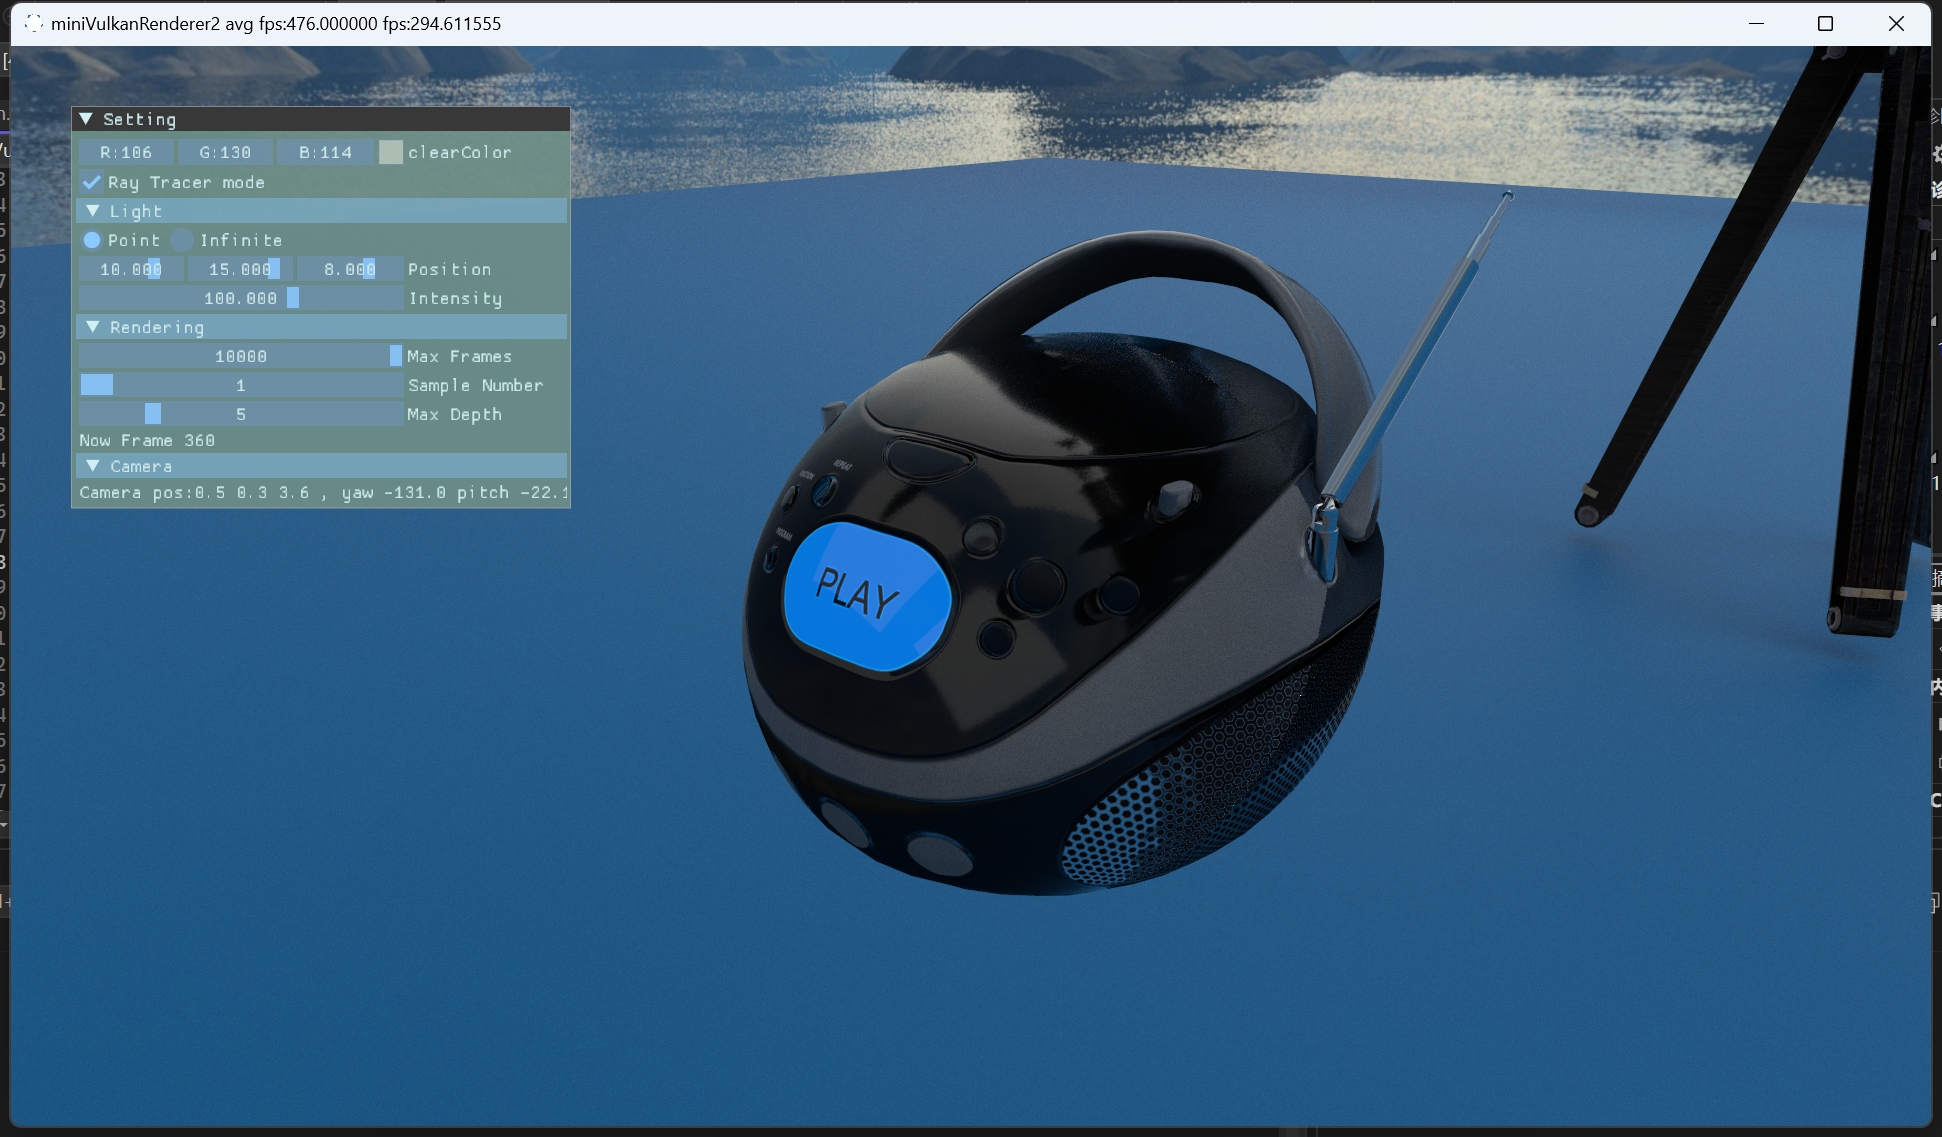 miniVulkanRenderer2 avg fps:476.000000 fps:294.611555
Setting
R:106 G:130 B:114 clearColor
Ray Tracer mode
Light
Point Infinite
10.000 15.000 8.000 Position
100.000 Intensity
Rendering
10000 Max Frames
1 Sample Number
5 Max Depth
Now Frame 360
Camera
Camera pos:0.5 0.3 3.6 , yaw -131.0 pitch -22.1
REPEAT
PROGRAM
PLAY